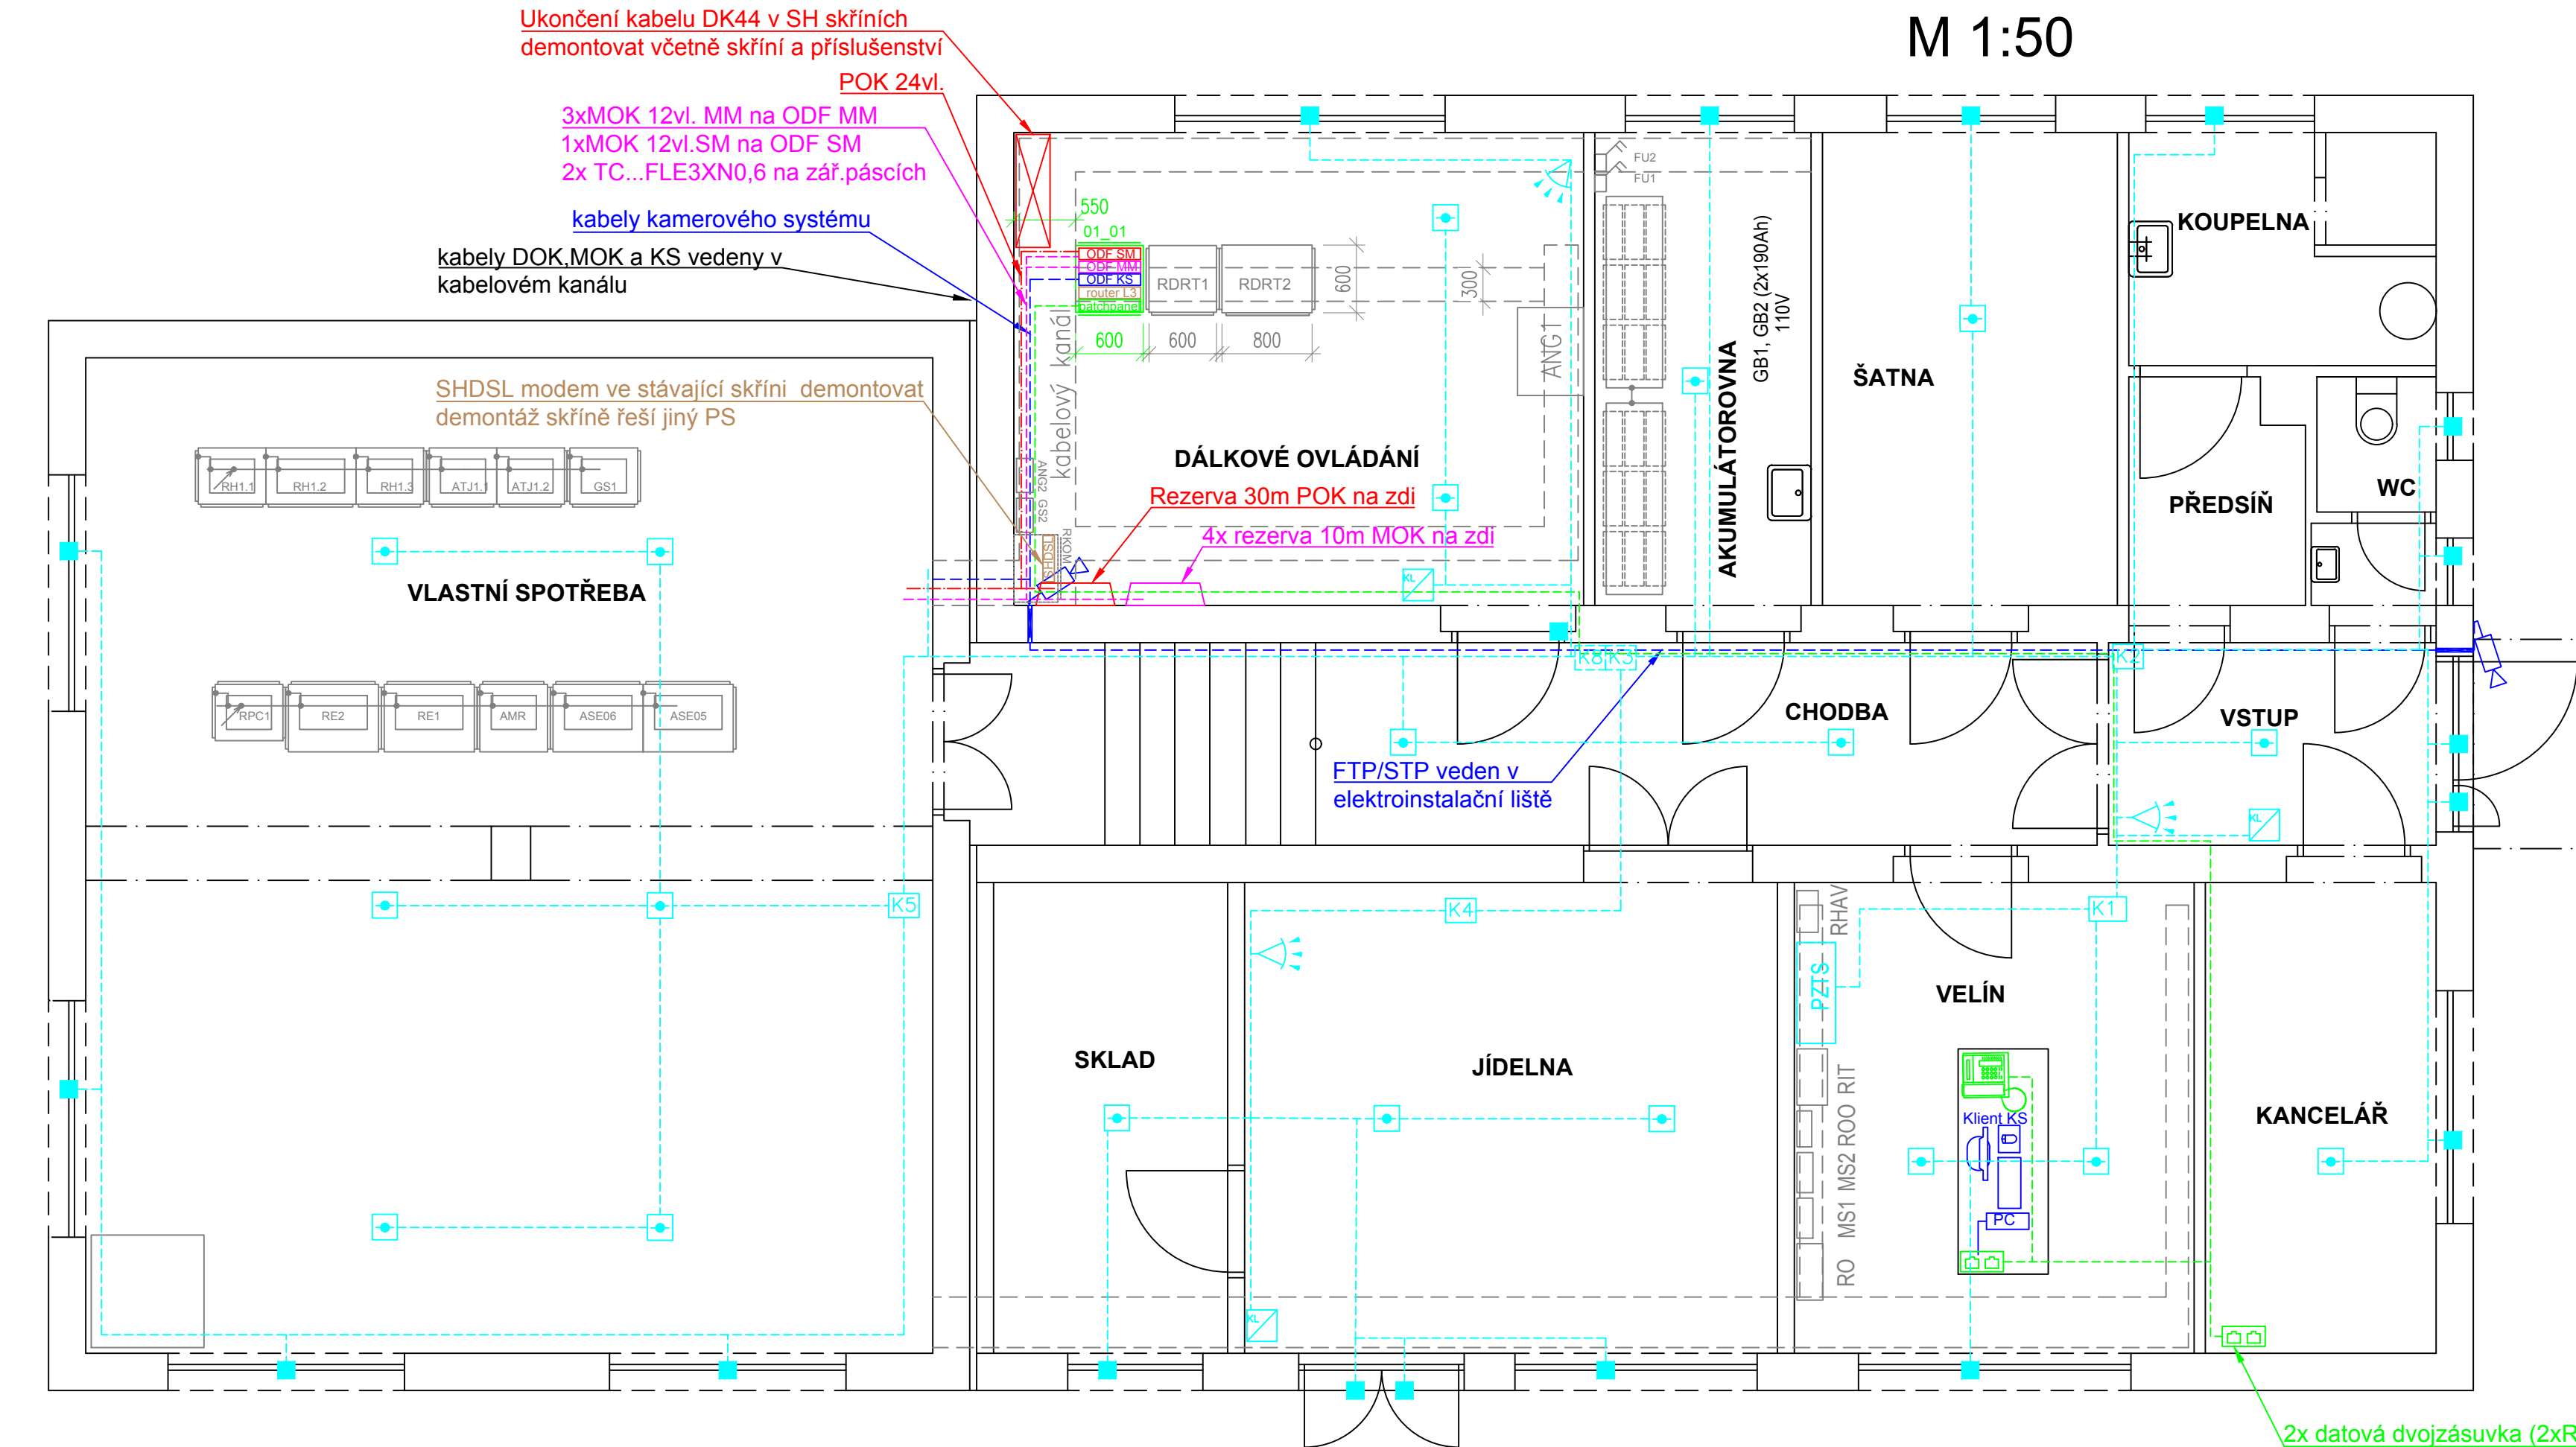 M 1:50
Ukončení kabelu DK44 v SH skříních
demontovat včetně skříní a příslušenství
POK 24vl.
3xMOK 12vl. MM na ODF MM
1xMOK 12vl.SM na ODF SM
2x TC...FLE3XN0,6 na zář.páscích
kabely kamerového systému
kabely DOK,MOK a KS vedeny v
kabelovém kanálu
SHDSL modem ve stávající skříni demontovat
demontáž skříně řeší jiný PS
550
01_01
ODF SM
ODF MM
ODF KS
router L3
patchpanel
RDRT1
RDRT2
600
300
600
600
800
kabelový kanál
ANG1
FU2
FU1
GB1, GB2 (2x190Ah)
110V
AKUMULÁTOROVNA
ŠATNA
KOUPELNA
DÁLKOVÉ OVLÁDÁNÍ
Rezerva 30m POK na zdi
4x rezerva 10m MOK na zdi
ANG2
GS2
RKOM
KL
PŘEDSÍŇ
WC
RH1.1
RH1.2
RH1.3
ATJ1.1
ATJ1.2
GS1
VLASTNÍ SPOTŘEBA
RPC1
RE2
RE1
AMR
ASE06
ASE05
K8
K3
K2
CHODBA
VSTUP
FTP/STP veden v
elektroinstalační liště
KL
K5
K4
K1
RHAV
PZTS
VELÍN
SKLAD
JÍDELNA
RO MS1 MS2 ROO RIT
Klient KS
PC
KANCELÁŘ
KL
2x datová dvojzásuvka (2xR